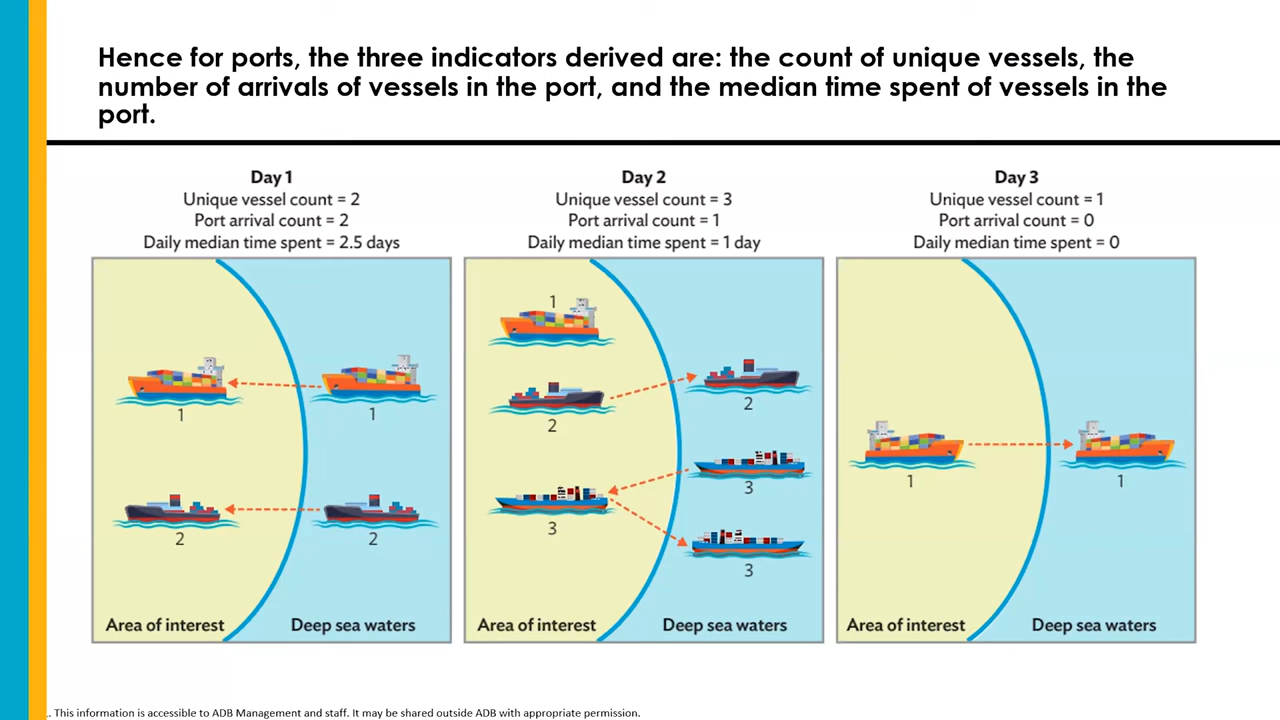 Hence for ports, the three indicators derived are: the count of unique vessels, the
number of arrivals of vessels in the port, and the median time spent of vessels in the
port.
Day 1
Unique vessel count = 2
Port arrival count = 2
Daily median time spent = 2.5 days
1
1
2
2
Area of interest
Deep sea waters
Day 2
Unique vessel count = 3
Port arrival count = 1
Daily median time spent = 1 day
1
2
2
3
3
3
Area of interest
Deep sea waters
Day 3
Unique vessel count = 1
Port arrival count = 0
Daily median time spent = 0
1
1
Area of interest
Deep sea waters
. This information is accessible to ADB Management and staff. It may be shared outside ADB with appropriate permission.